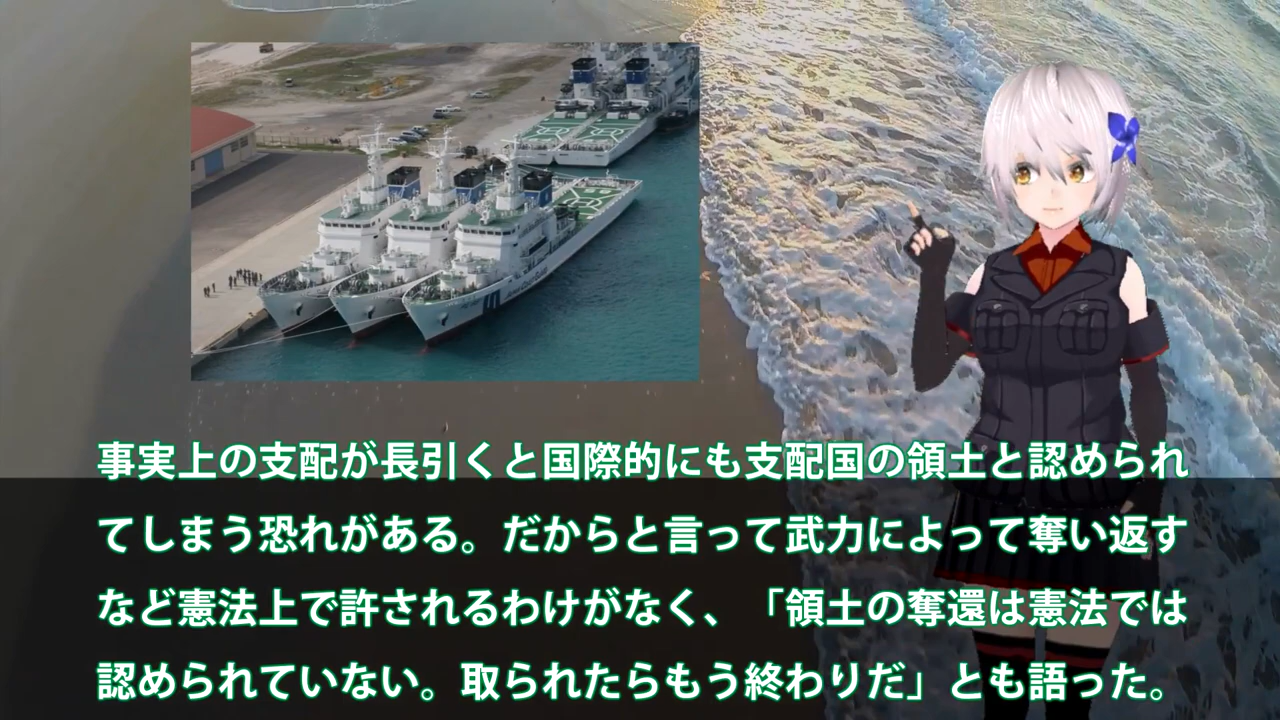 事実上の支配が長引くと国際的にも支配国の領土と認められ
てしまう恐れがある。だからと言って武力によって奪い返す
など憲法上で許されるわけがなく、「領土の奪還は憲法では
認められていない。取られたらもう終わりだ」とも語った。